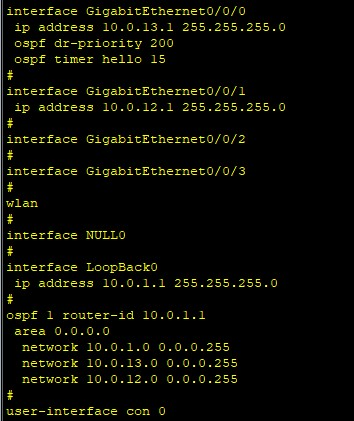 interface GigabitEthernet0/0/0
ip address 10.0.13.1 255.255.255.0
ospf dr-priority 200
ospf timer hello 15
#
interface GigabitEthernet0/0/1
ip address 10.0.12.1 255.255.255.0
#
interface GigabitEthernet0/0/2
#
interface GigabitEthernet0/0/3
#
wlan
#
interface NULL0
#
interface LoopBack0
ip address 10.0.1.1 255.255.255.0
#
ospf 1 router-id 10.0.1.1
area 0.0.0.0
network 10.0.1.0 0.0.0.255
network 10.0.13.0 0.0.0.255
network 10.0.12.0 0.0.0.255
#
user-interface con 0